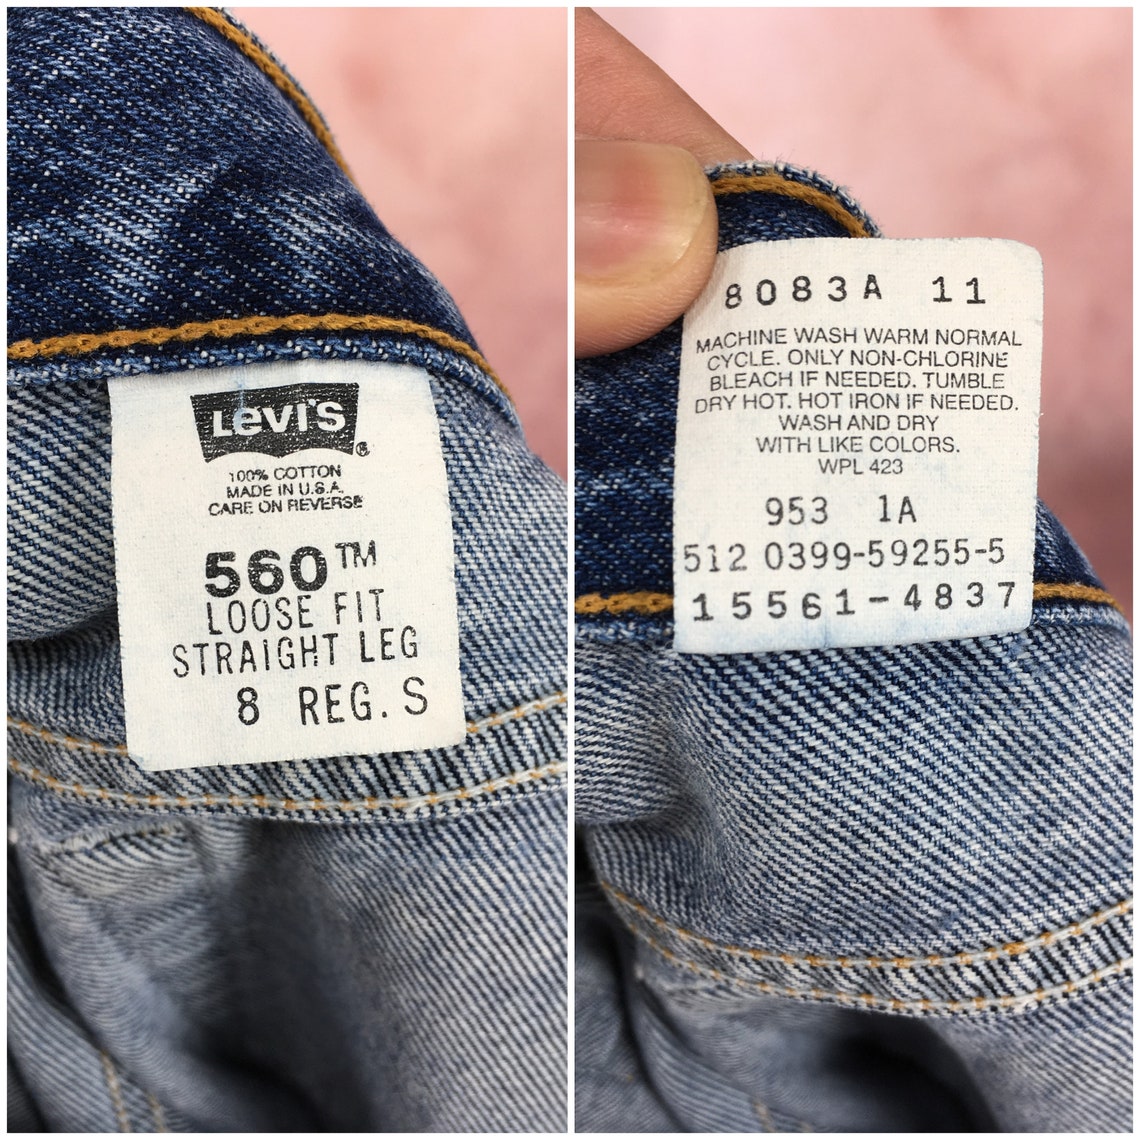 LEVI'S ®
100% COTTON
MADE IN U.S.A.
CARE ON REVERSE
560™
LOOSE FIT
STRAIGHT LEG
8 REG. S
8083A 11
MACHINE WASH WARM NORMAL
CYCLE. ONLY NON-CHLORINE
BLEACH IF NEEDED. TUMBLE
DRY HOT. HOT IRON IF NEEDED.
WASH AND DRY
WITH LIKE COLORS.
WPL 423
953 1A
512 0399-59255-5
15561-4837